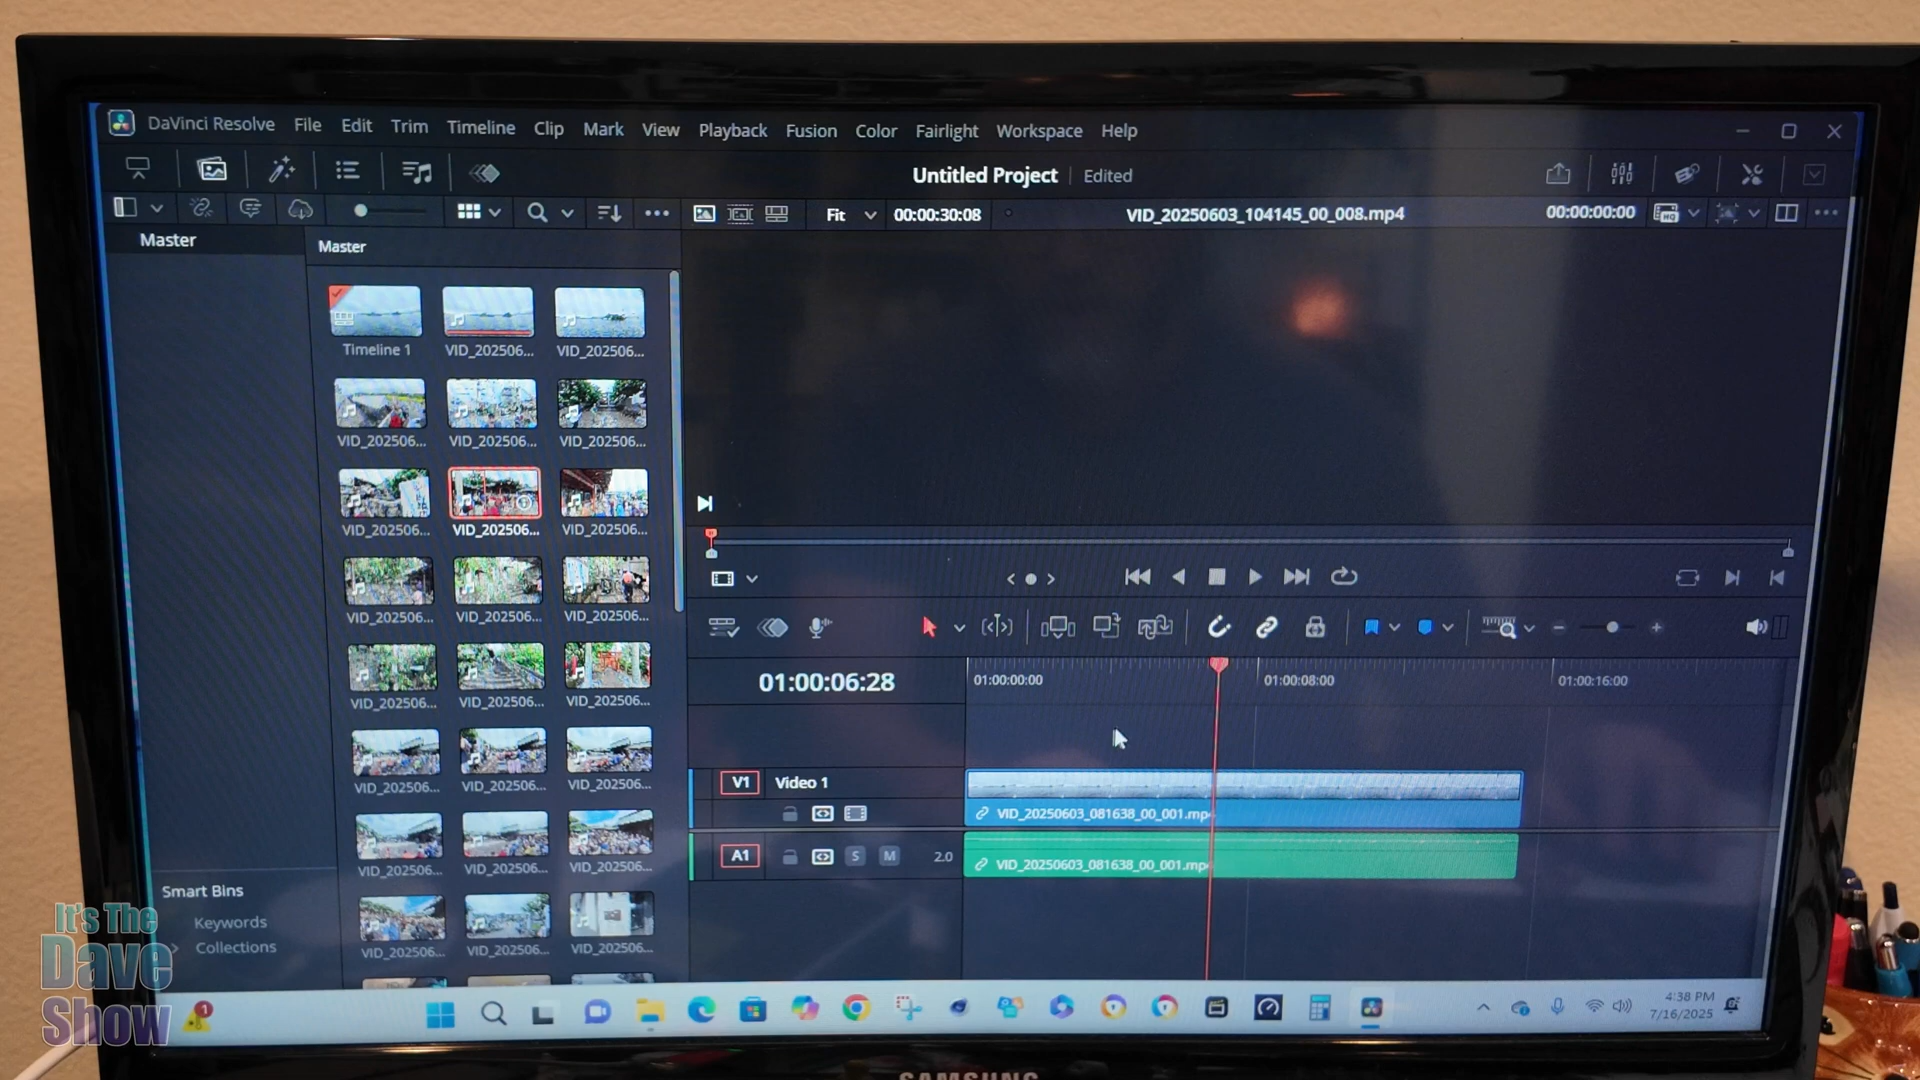 DaVinci Resolve File Edit Trim Timeline Clip Mark View Playback Fusion Color Fairlight Workspace Help
Untitled Project Edited
Fit 00:00:30:08 VID_20250603_104145_00_008.mp4 00:00:00:00
Master
Master
Timeline 1 VID_202506... VID_202506...
VID_202506... VID_202506... VID_202506...
VID_202506... VID_202506... VID_202506...
VID_202506... VID_202506... VID_202506...
VID_202506... VID_202506... VID_202506...
VID_202506... VID_202506... VID_202506...
VID_202506... VID_202506... VID_202506...
VID_202506... VID_202506... VID_202506...
01:00:06:28
01:00:00:00 01:00:08:00 01:00:16:00
V1 Video 1
VID_20250603_081638_00_001.mp
A1 S M 2.0
VID_20250603_081638_00_001.mp
Smart Bins
Keywords
Collections
It's The
Dave
Show
1
4:38 PM
7/16/2025
SAMSUNG